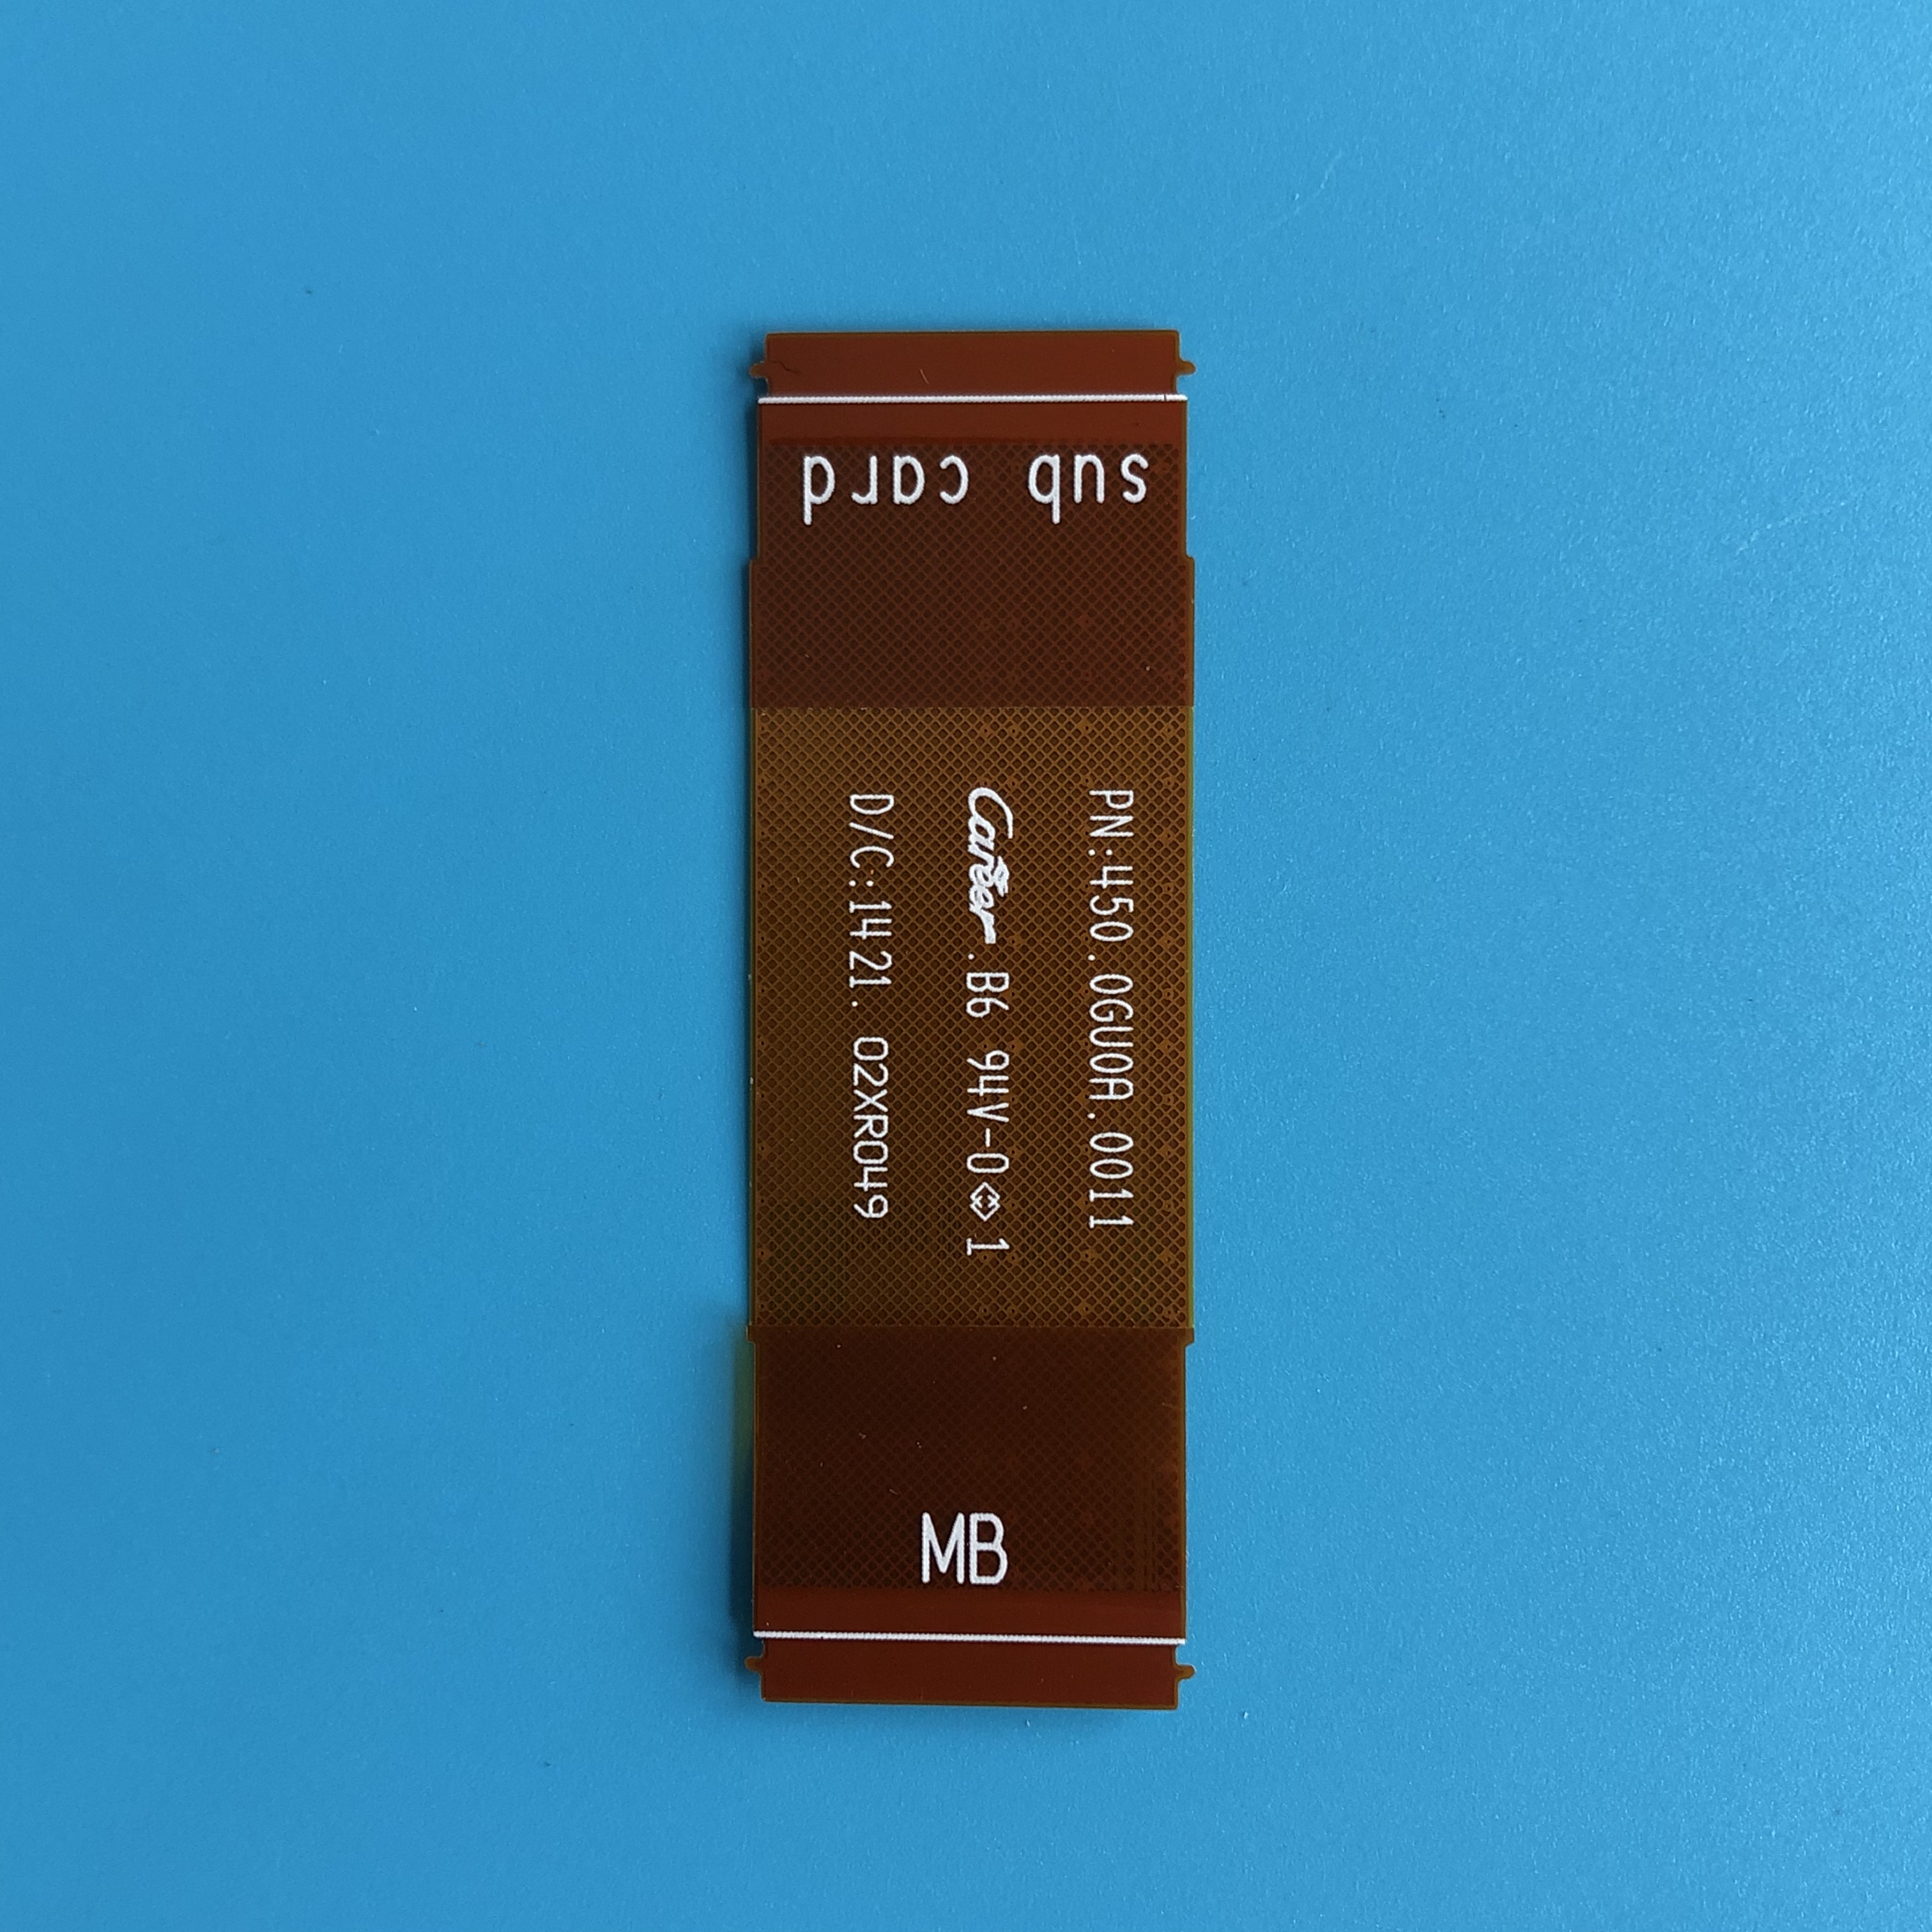 sub card
PN:450.0GU0A.0011
Career.B6 94V-0 1
D/C:1421. 02XR049
MB